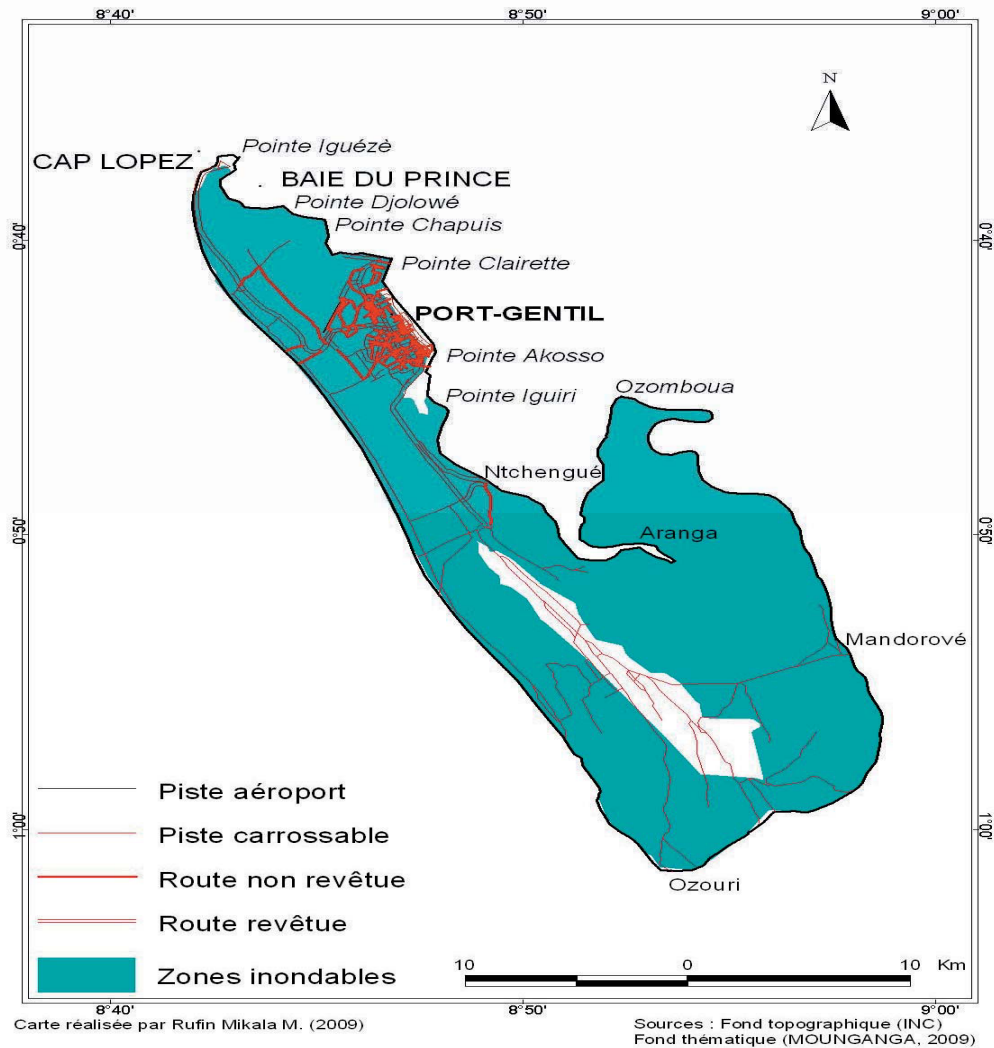 8°40' 8°50' 9°00'
N
Pointe Iguézè
CAP LOPEZ
BAIE DU PRINCE
Pointe Djolowé
Pointe Chapuis
0°40' 0°40'
Pointe Clairette
PORT-GENTIL
Pointe Akosso
Ozomboua
Pointe Iguiri
Ntchengué
0°50' Aranga 0°50'
Mandorové
Piste aéroport
Piste carrossable
1°00' 1°00'
Route non revêtue
Ozouri
Route revêtue
Zones inondables
10 0 10 Km
8°40' 8°50' 9°00'
Carte réalisée par Rufin Mikala M. (2009)
Sources : Fond topographique (INC)
Fond thématique (MOUNGANGA, 2009)